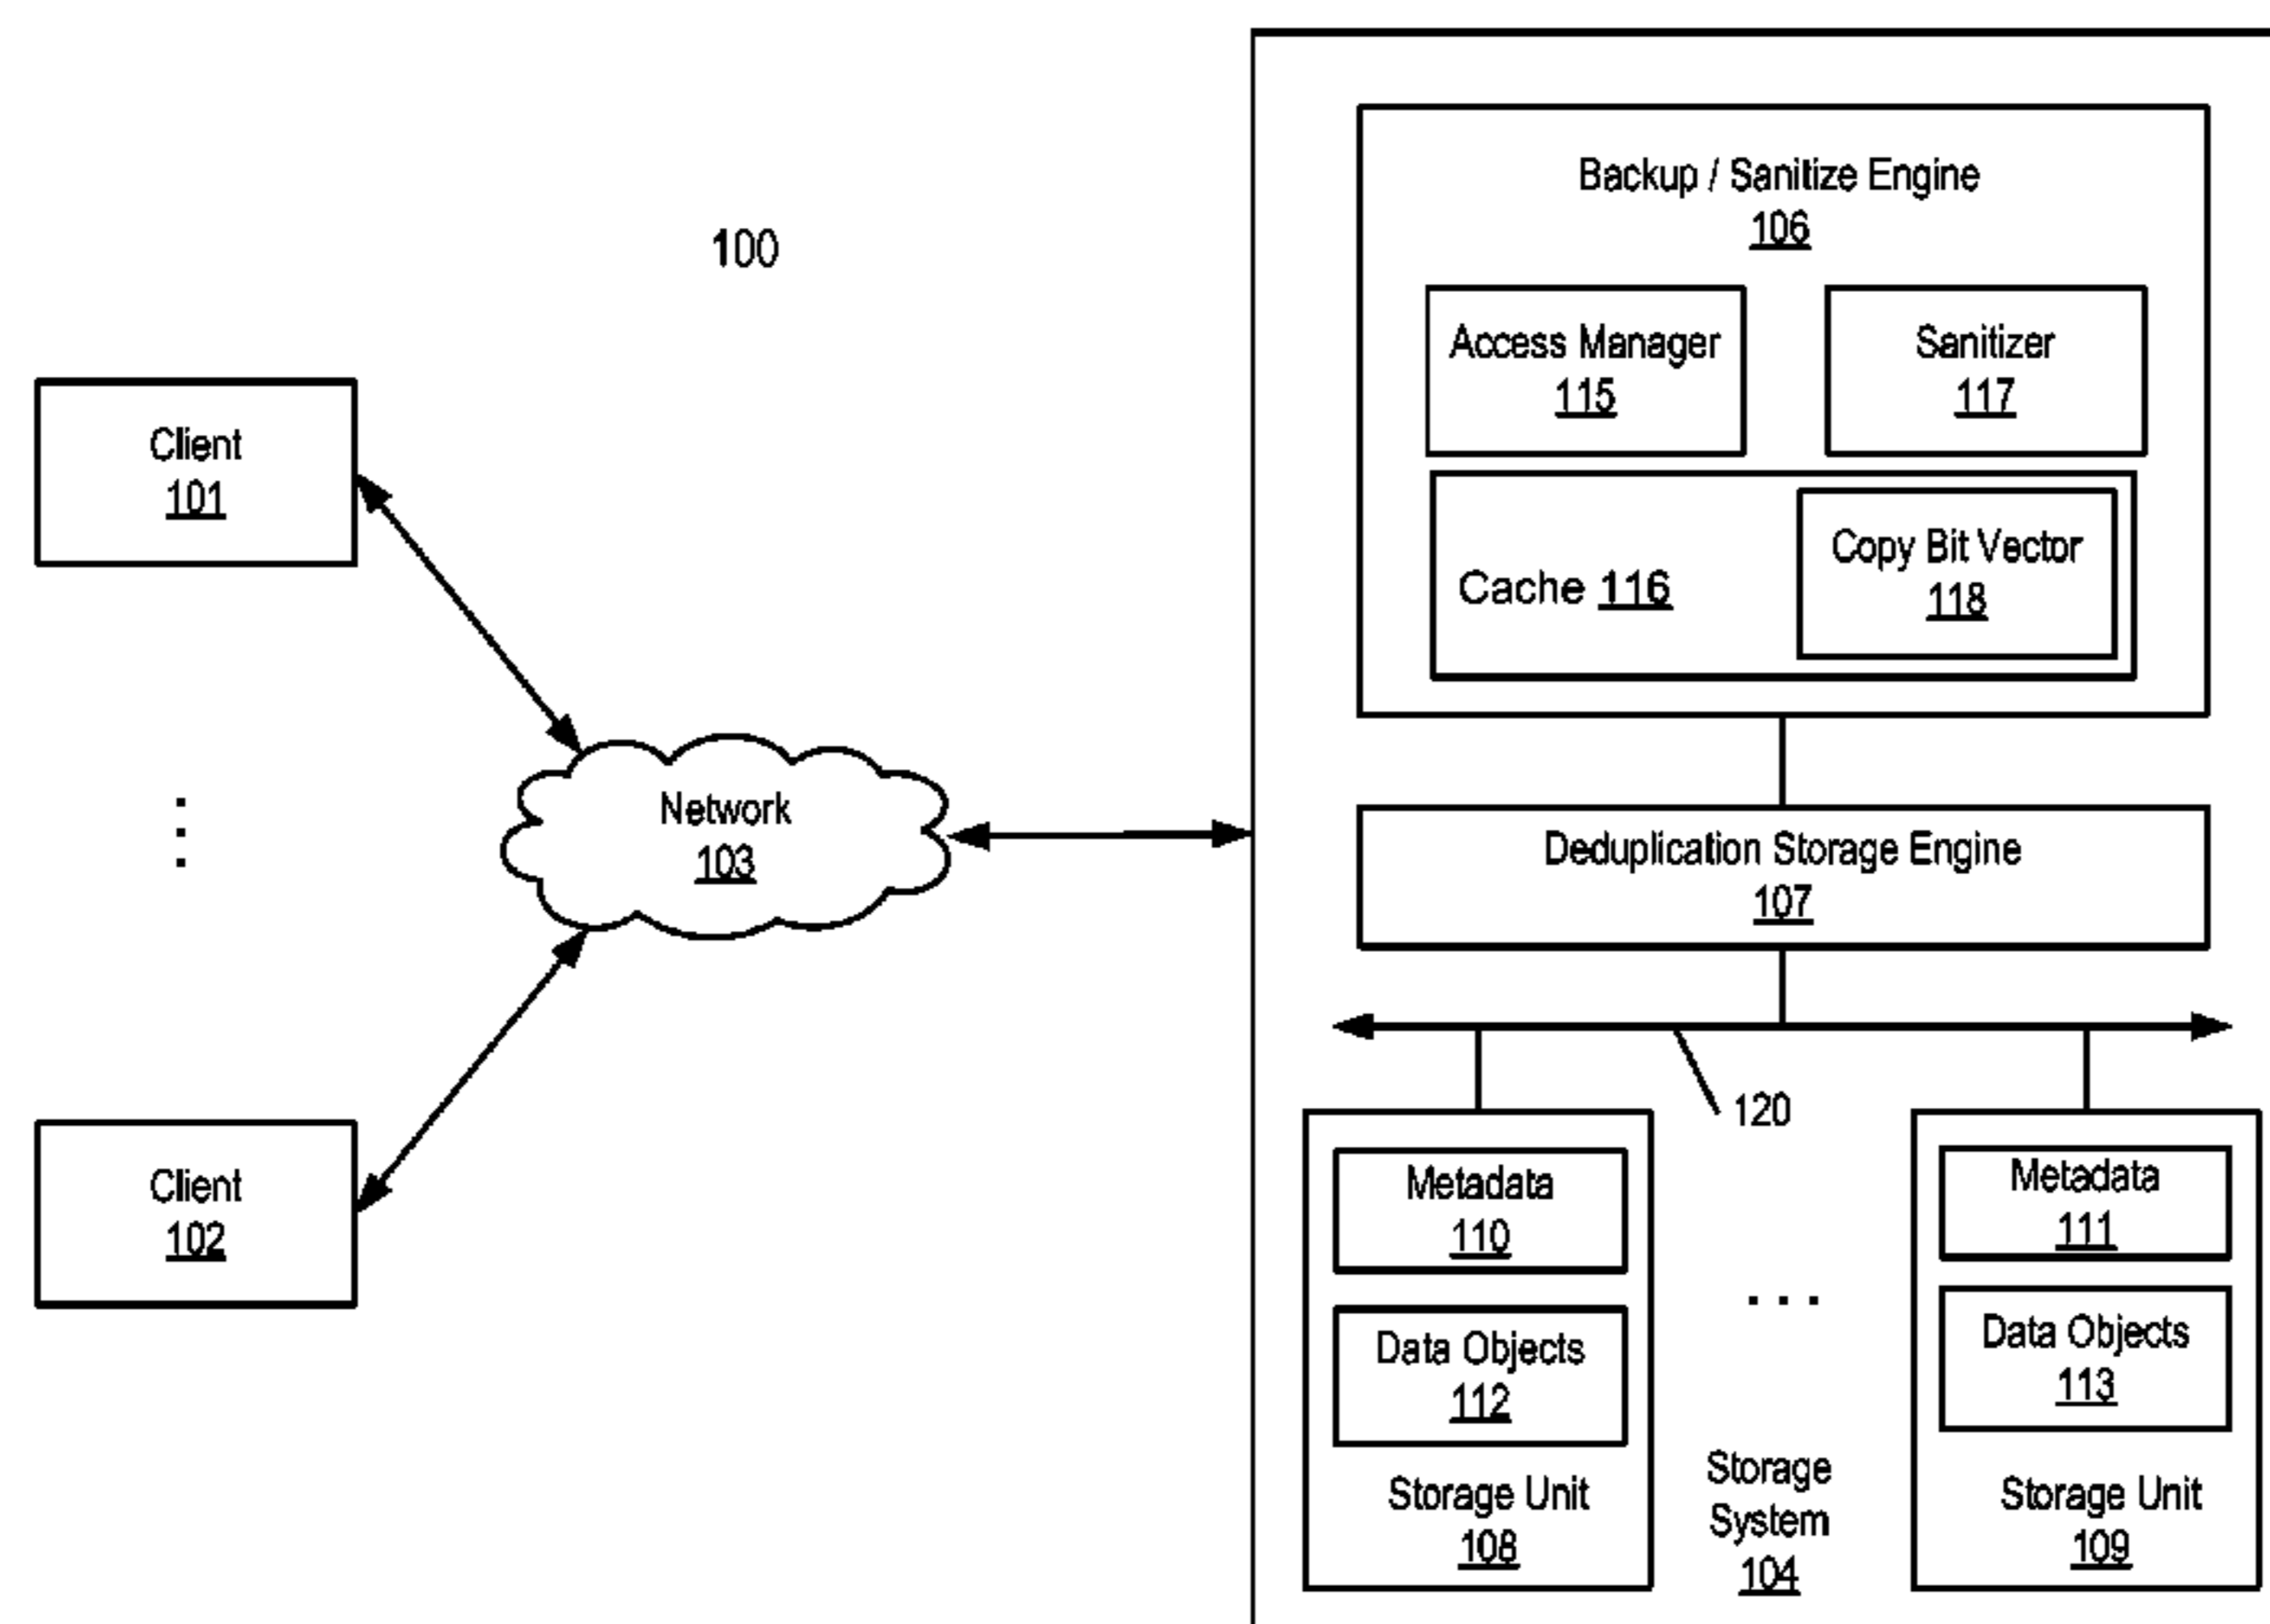 100
Client
101
Client
102
Network
103
Backup / Sanitize Engine
106
Access Manager
115
Sanitizer
117
Cache 116
Copy Bit Vector
118
Deduplication Storage Engine
107
120
Metadata
110
Data Objects
112
Storage Unit
108
. . .
Storage
System
104
Metadata
111
Data Objects
113
Storage Unit
109